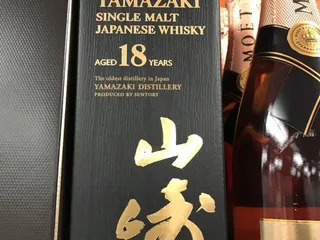 YAMAZAKI
SINGLE MALT
JAPANESE WHISKY
AGED 18 YEARS
The oldest distillery in Japan
YAMAZAKI DISTILLERY
PRODUCED BY SUNTORY
山崎
MOËT